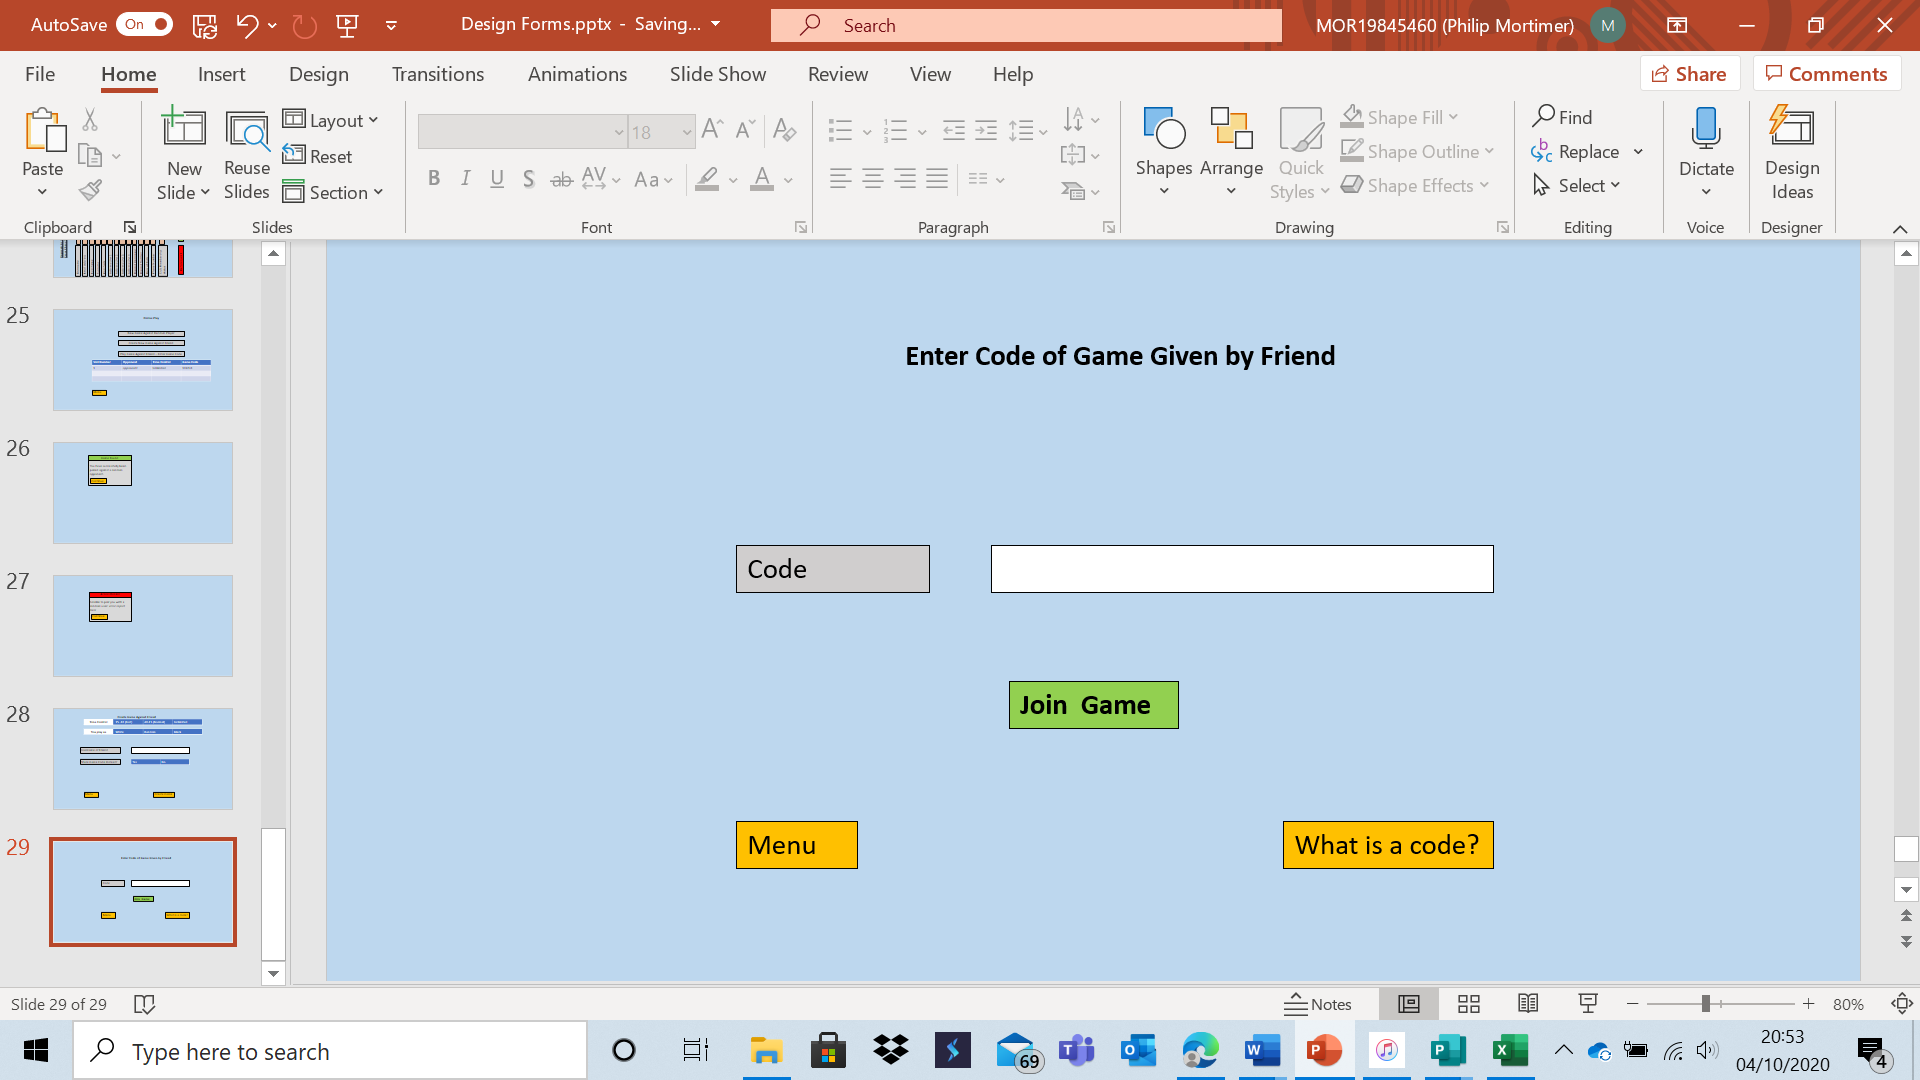 AutoSave On Design Forms.pptx - Saving... Search MOR19845460 (Philip Mortimer) M
File Home Insert Design Transitions Animations Slide Show Review View Help Share Comments
Paste
New Slide
Reuse Slides
Layout
Reset
Section
18
B I U S ab AV Aa A
Shapes
Arrange
Quick Styles
Shape Fill
Shape Outline
Shape Effects
Find
Replace
Select
Dictate
Design Ideas
Clipboard Slides Font Paragraph Drawing Editing Voice Designer
25
26
27
28
29
Enter Code of Game Given by Friend
Code
Join Game
Menu
What is a code?
Slide 29 of 29 Notes 80%
Type here to search
69
20:53
04/10/2020
4